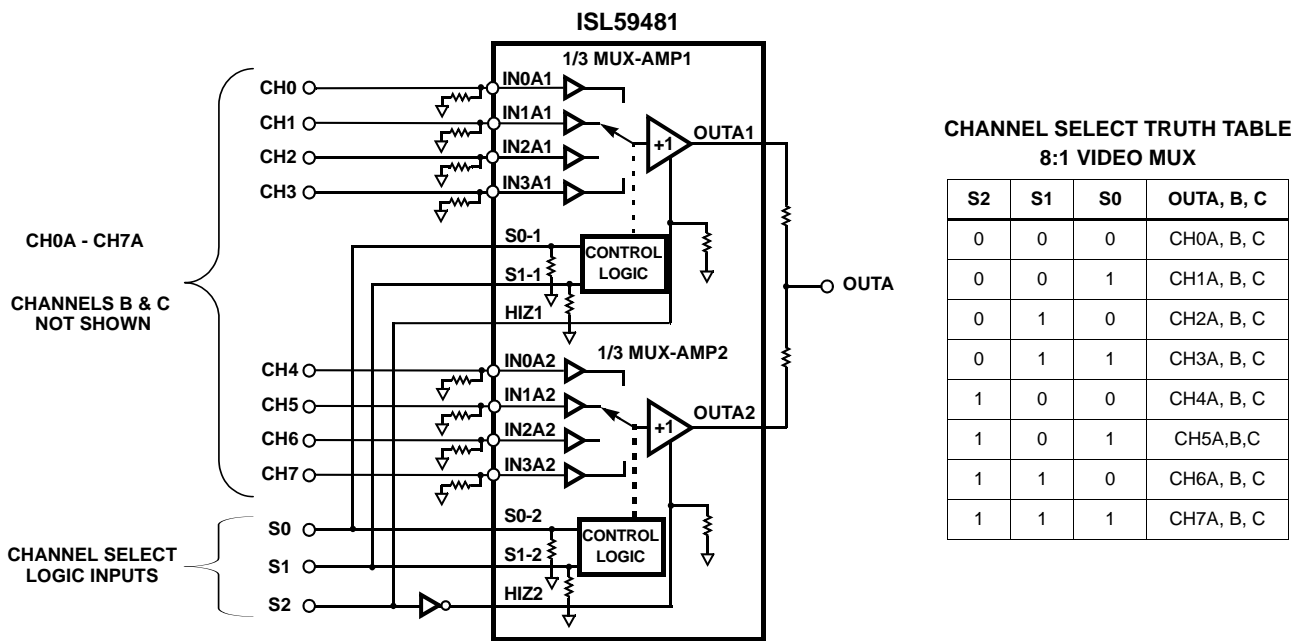 ISL59481
1/3 MUX-AMP1
CH0
IN0A1
CH1
IN1A1
OUTA1
+1
CH2
IN2A1
CH3
IN3A1
CH0A - CH7A
CHANNELS B & C
NOT SHOWN
S0-1
CONTROL
LOGIC
S1-1
HIZ1
OUTA
1/3 MUX-AMP2
CH4
IN0A2
CH5
IN1A2
OUTA2
+1
CH6
IN2A2
CH7
IN3A2
CHANNEL SELECT
LOGIC INPUTS
S0
S0-2
CONTROL
LOGIC
S1
S1-2
S2
HIZ2
CHANNEL SELECT TRUTH TABLE
8:1 VIDEO MUX
S2 S1 S0 OUTA, B, C
0 0 0 CH0A, B, C
0 0 1 CH1A, B, C
0 1 0 CH2A, B, C
0 1 1 CH3A, B, C
1 0 0 CH4A, B, C
1 0 1 CH5A,B,C
1 1 0 CH6A, B, C
1 1 1 CH7A, B, C